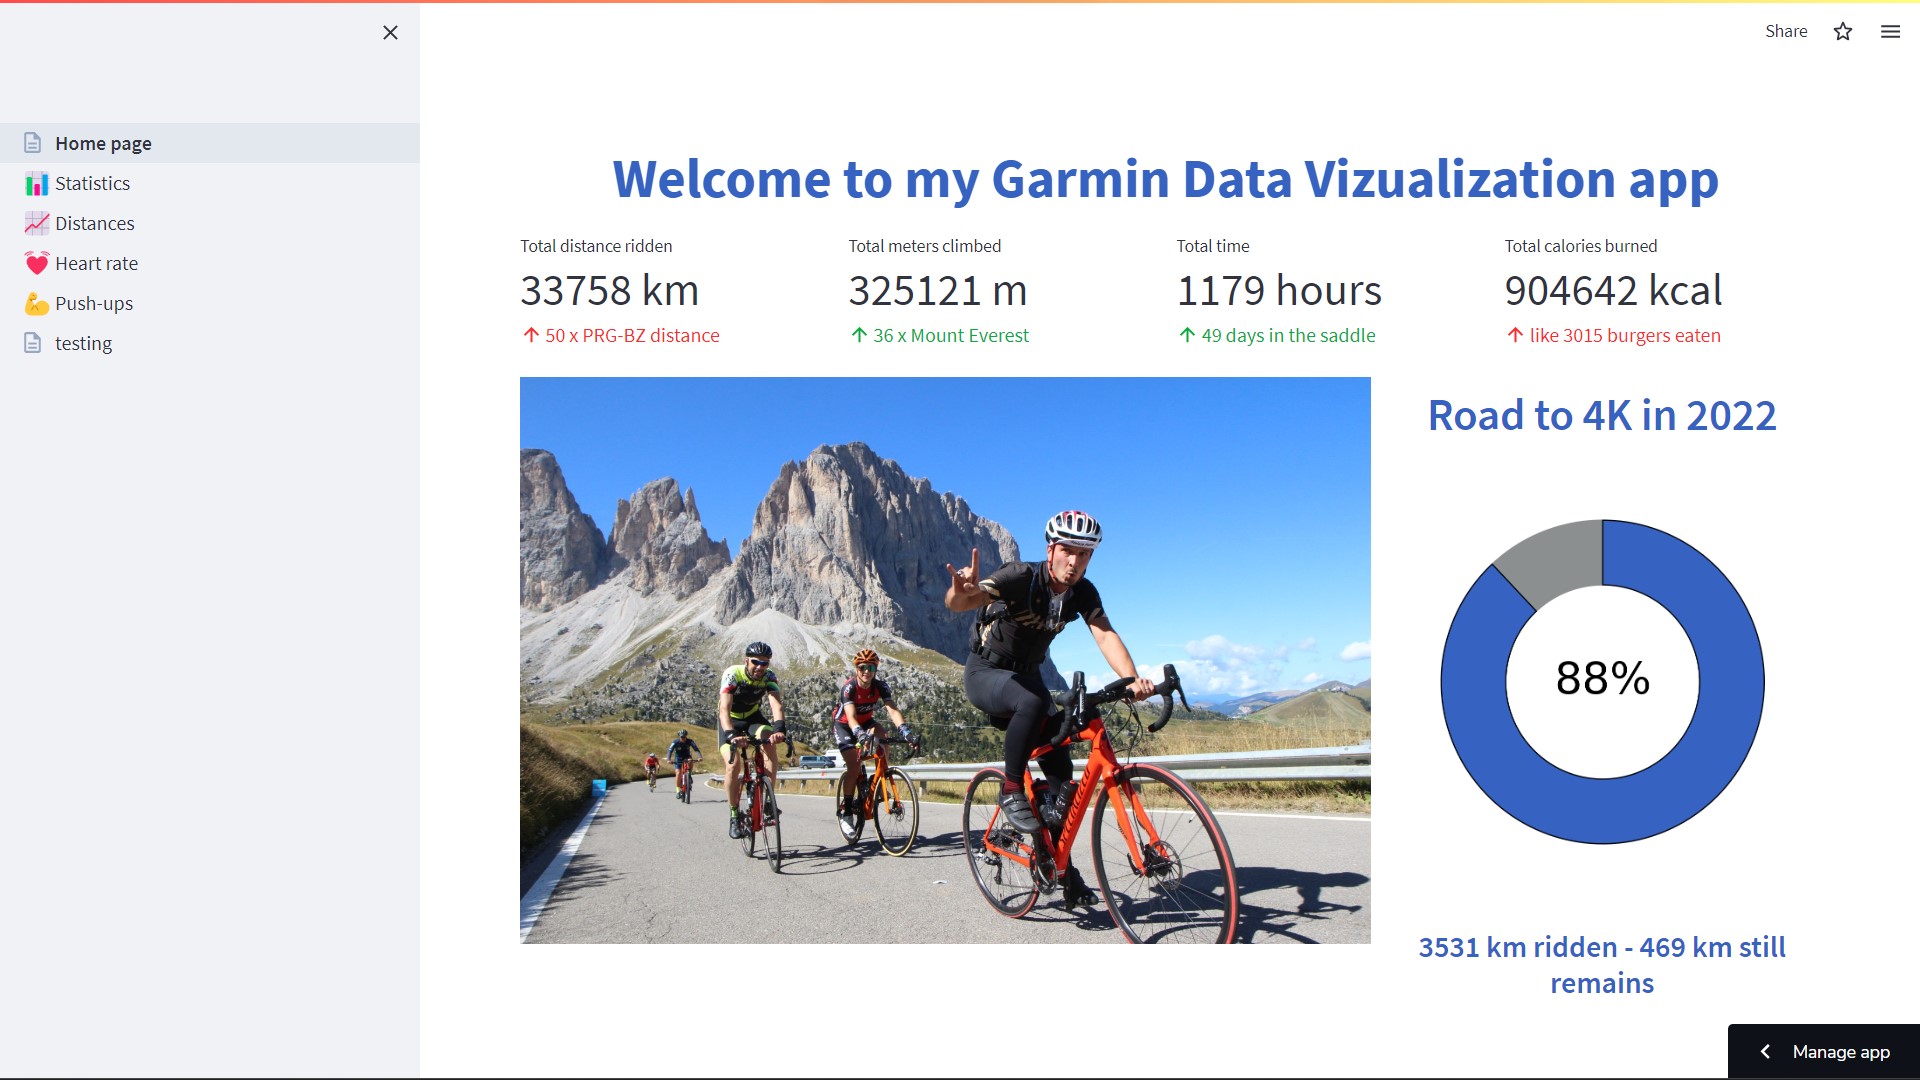 Share
Home page
Statistics
Distances
Heart rate
Push-ups
testing
Welcome to my Garmin Data Vizualization app
Total distance ridden
33758 km
↑ 50 x PRG-BZ distance
Total meters climbed
325121 m
↑ 36 x Mount Everest
Total time
1179 hours
↑ 49 days in the saddle
Total calories burned
904642 kcal
↑ like 3015 burgers eaten
Road to 4K in 2022
88%
3531 km ridden - 469 km still
remains
Manage app